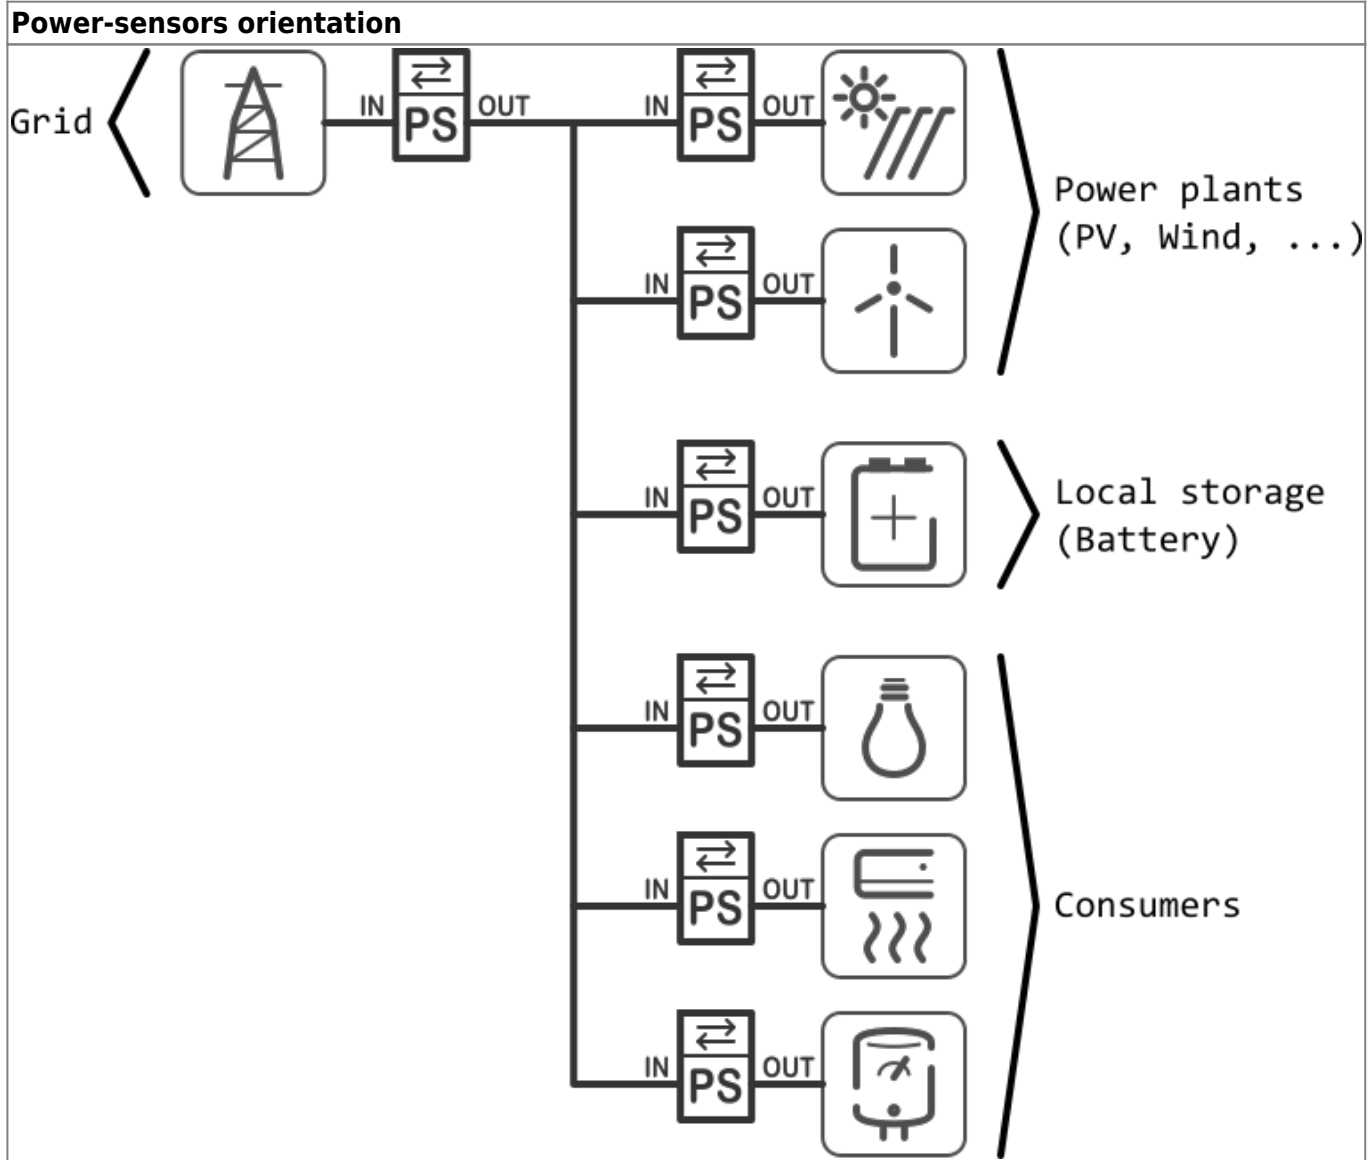 Power-sensors orientation
Grid
IN PS OUT
IN PS OUT
Power plants
(PV, Wind, ...)
IN PS OUT
IN PS OUT
Local storage
(Battery)
IN PS OUT
IN PS OUT
Consumers
IN PS OUT